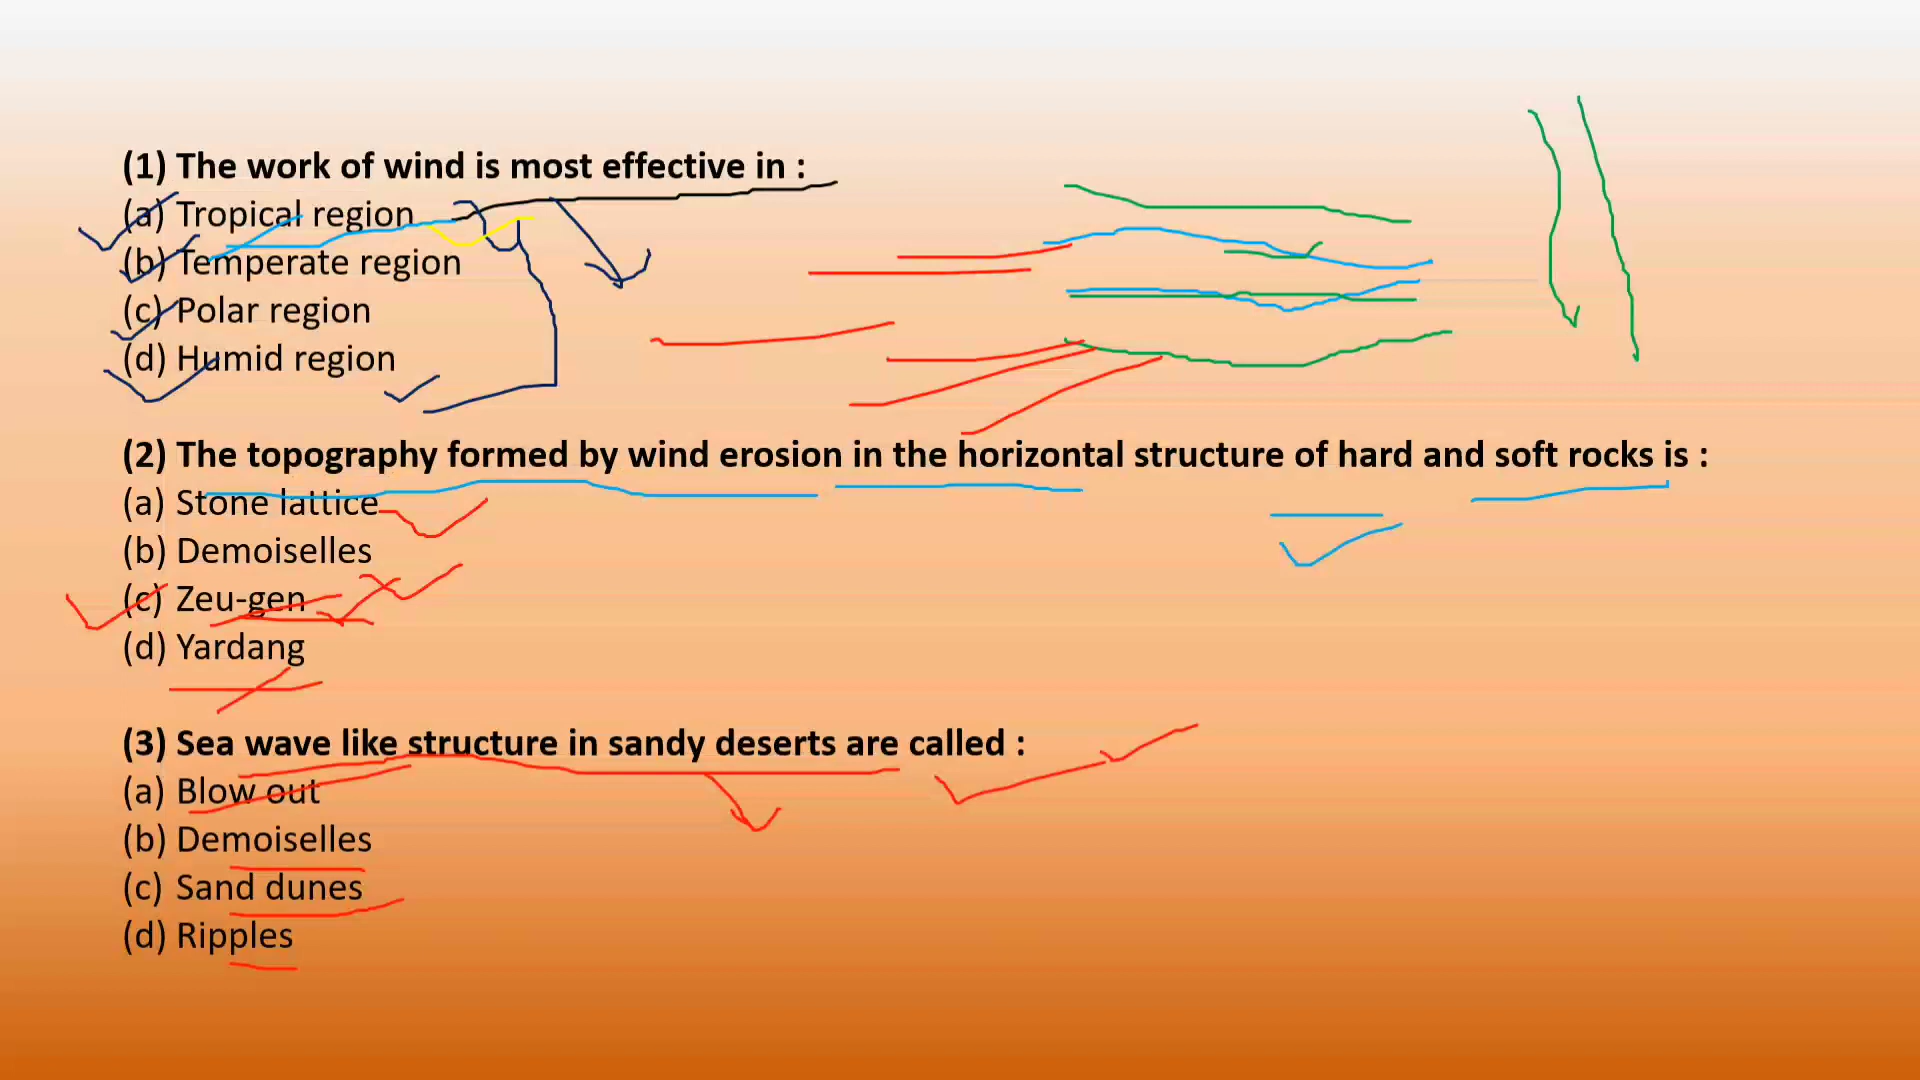 (1) The work of wind is most effective in :
(a) Tropical region
(b) Temperate region
(c) Polar region
(d) Humid region
(2) The topography formed by wind erosion in the horizontal structure of hard and soft rocks is :
(a) Stone lattice
(b) Demoiselles
(c) Zeu-gen
(d) Yardang
(3) Sea wave like structure in sandy deserts are called :
(a) Blow out
(b) Demoiselles
(c) Sand dunes
(d) Ripples